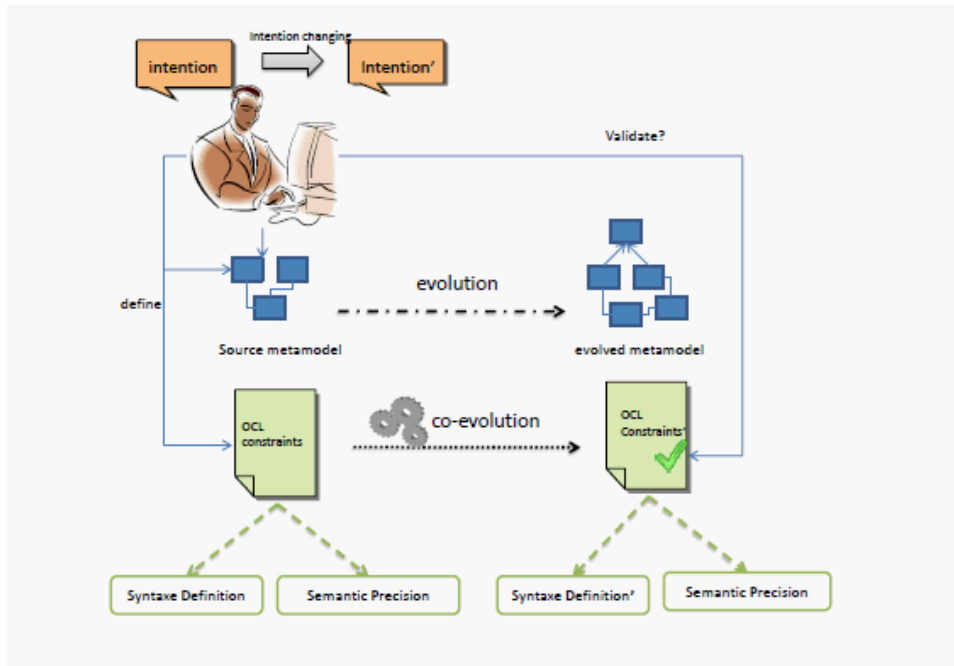 Intention changing
intention
Intention’
Validate?
define
evolution
Source metamodel
evolved metamodel
OCL
constraints
co-evolution
OCL
Constraints’
Syntaxe Definition
Semantic Precision
Syntaxe Definition’
Semantic Precision